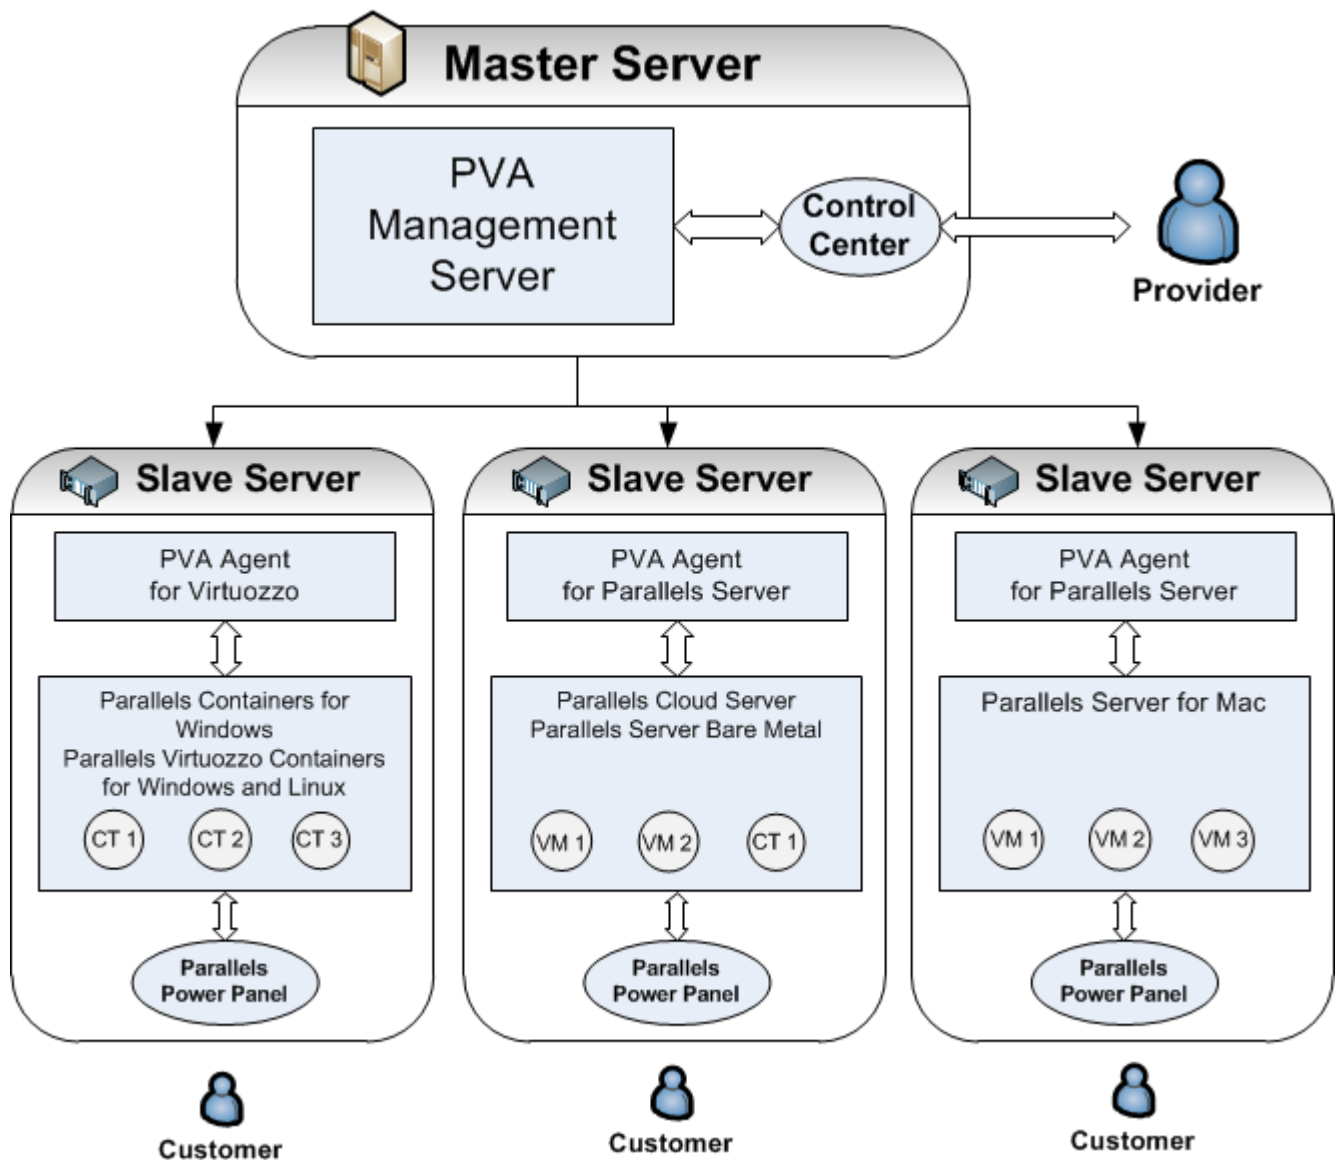 Master Server
PVA
Management
Server
Control
Center
Provider
Slave Server
PVA Agent
for Virtuozzo
Parallels Containers for
Windows
Parallels Virtuozzo Containers
for Windows and Linux
CT 1
CT 2
CT 3
Parallels
Power Panel
Customer
Slave Server
PVA Agent
for Parallels Server
Parallels Cloud Server
Parallels Server Bare Metal
VM 1
VM 2
CT 1
Parallels
Power Panel
Customer
Slave Server
PVA Agent
for Parallels Server
Parallels Server for Mac
VM 1
VM 2
VM 3
Parallels
Power Panel
Customer